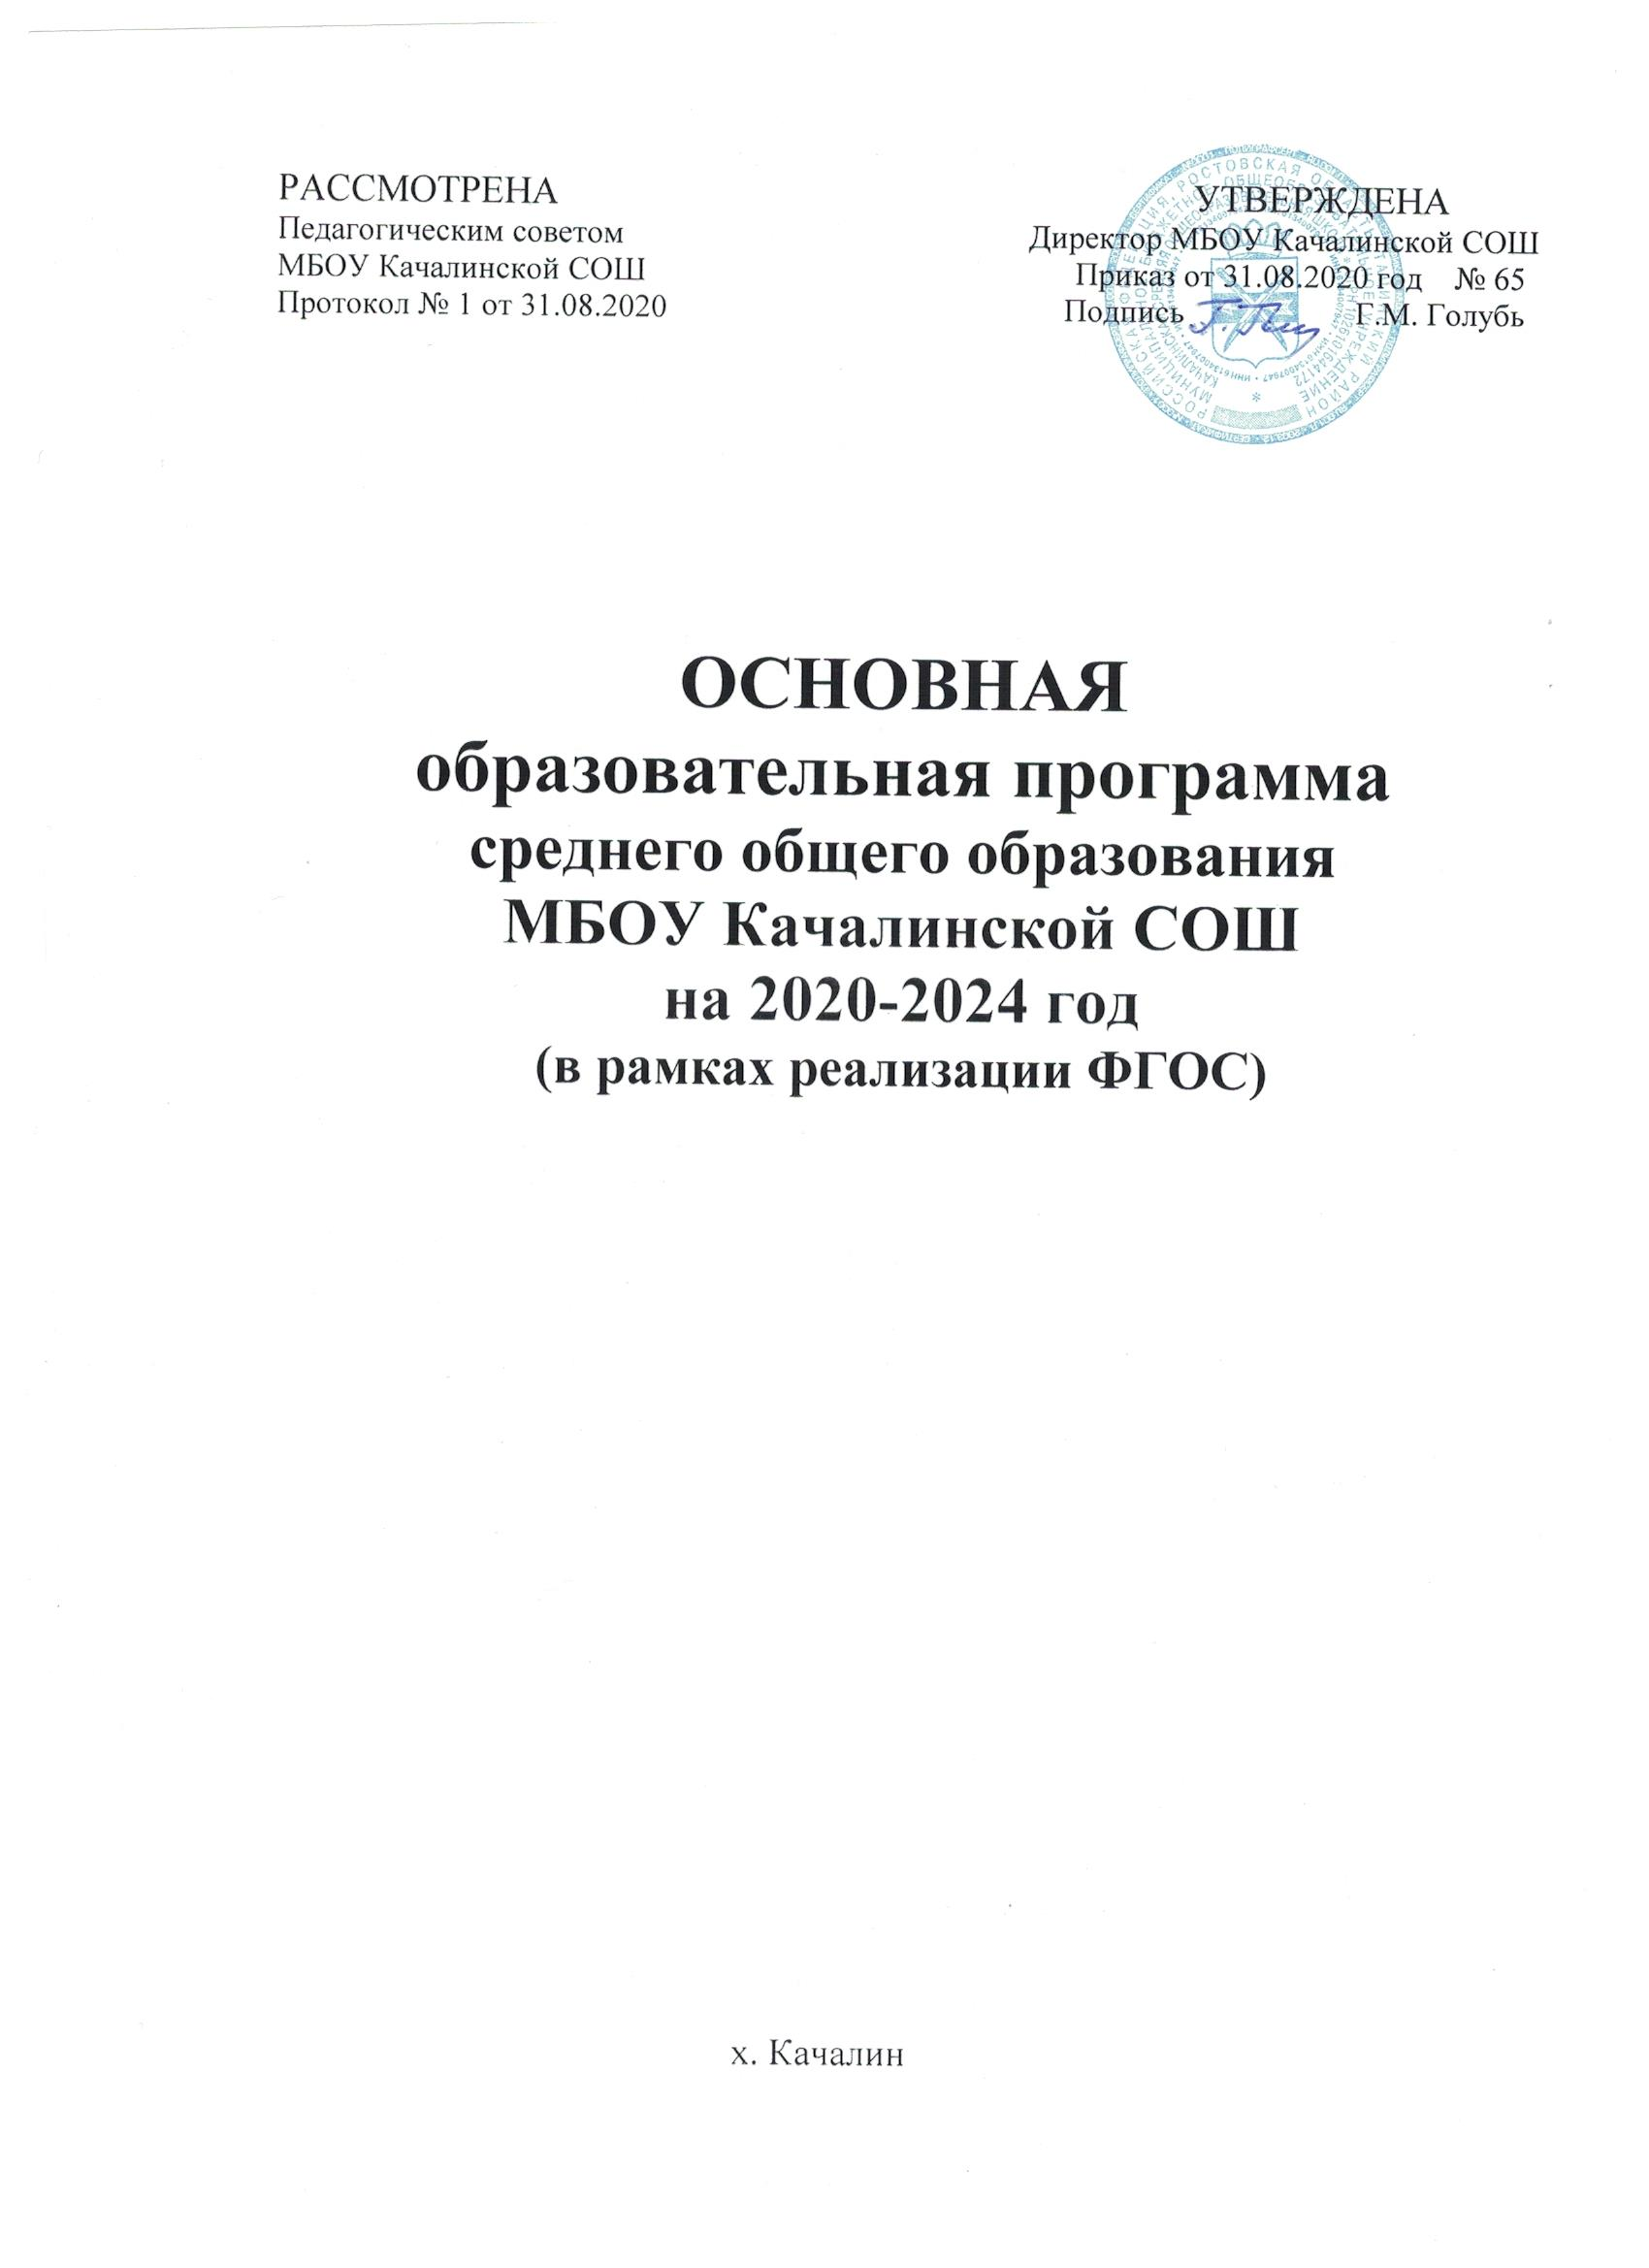 РАССМОТРЕНА
Педагогическим советом
МБОУ Качалинской СОШ
Протокол № 1 от 31.08.2020
УТВЕРЖДЕНА
Директор МБОУ Качалинской СОШ
Приказ от 31.08.2020 год № 65
Подпись Г.М. Голубь
ОСНОВНАЯ
образовательная программа
среднего общего образования
МБОУ Качалинской СОШ
на 2020-2024 год
(в рамках реализации ФГОС)
х. Качалин